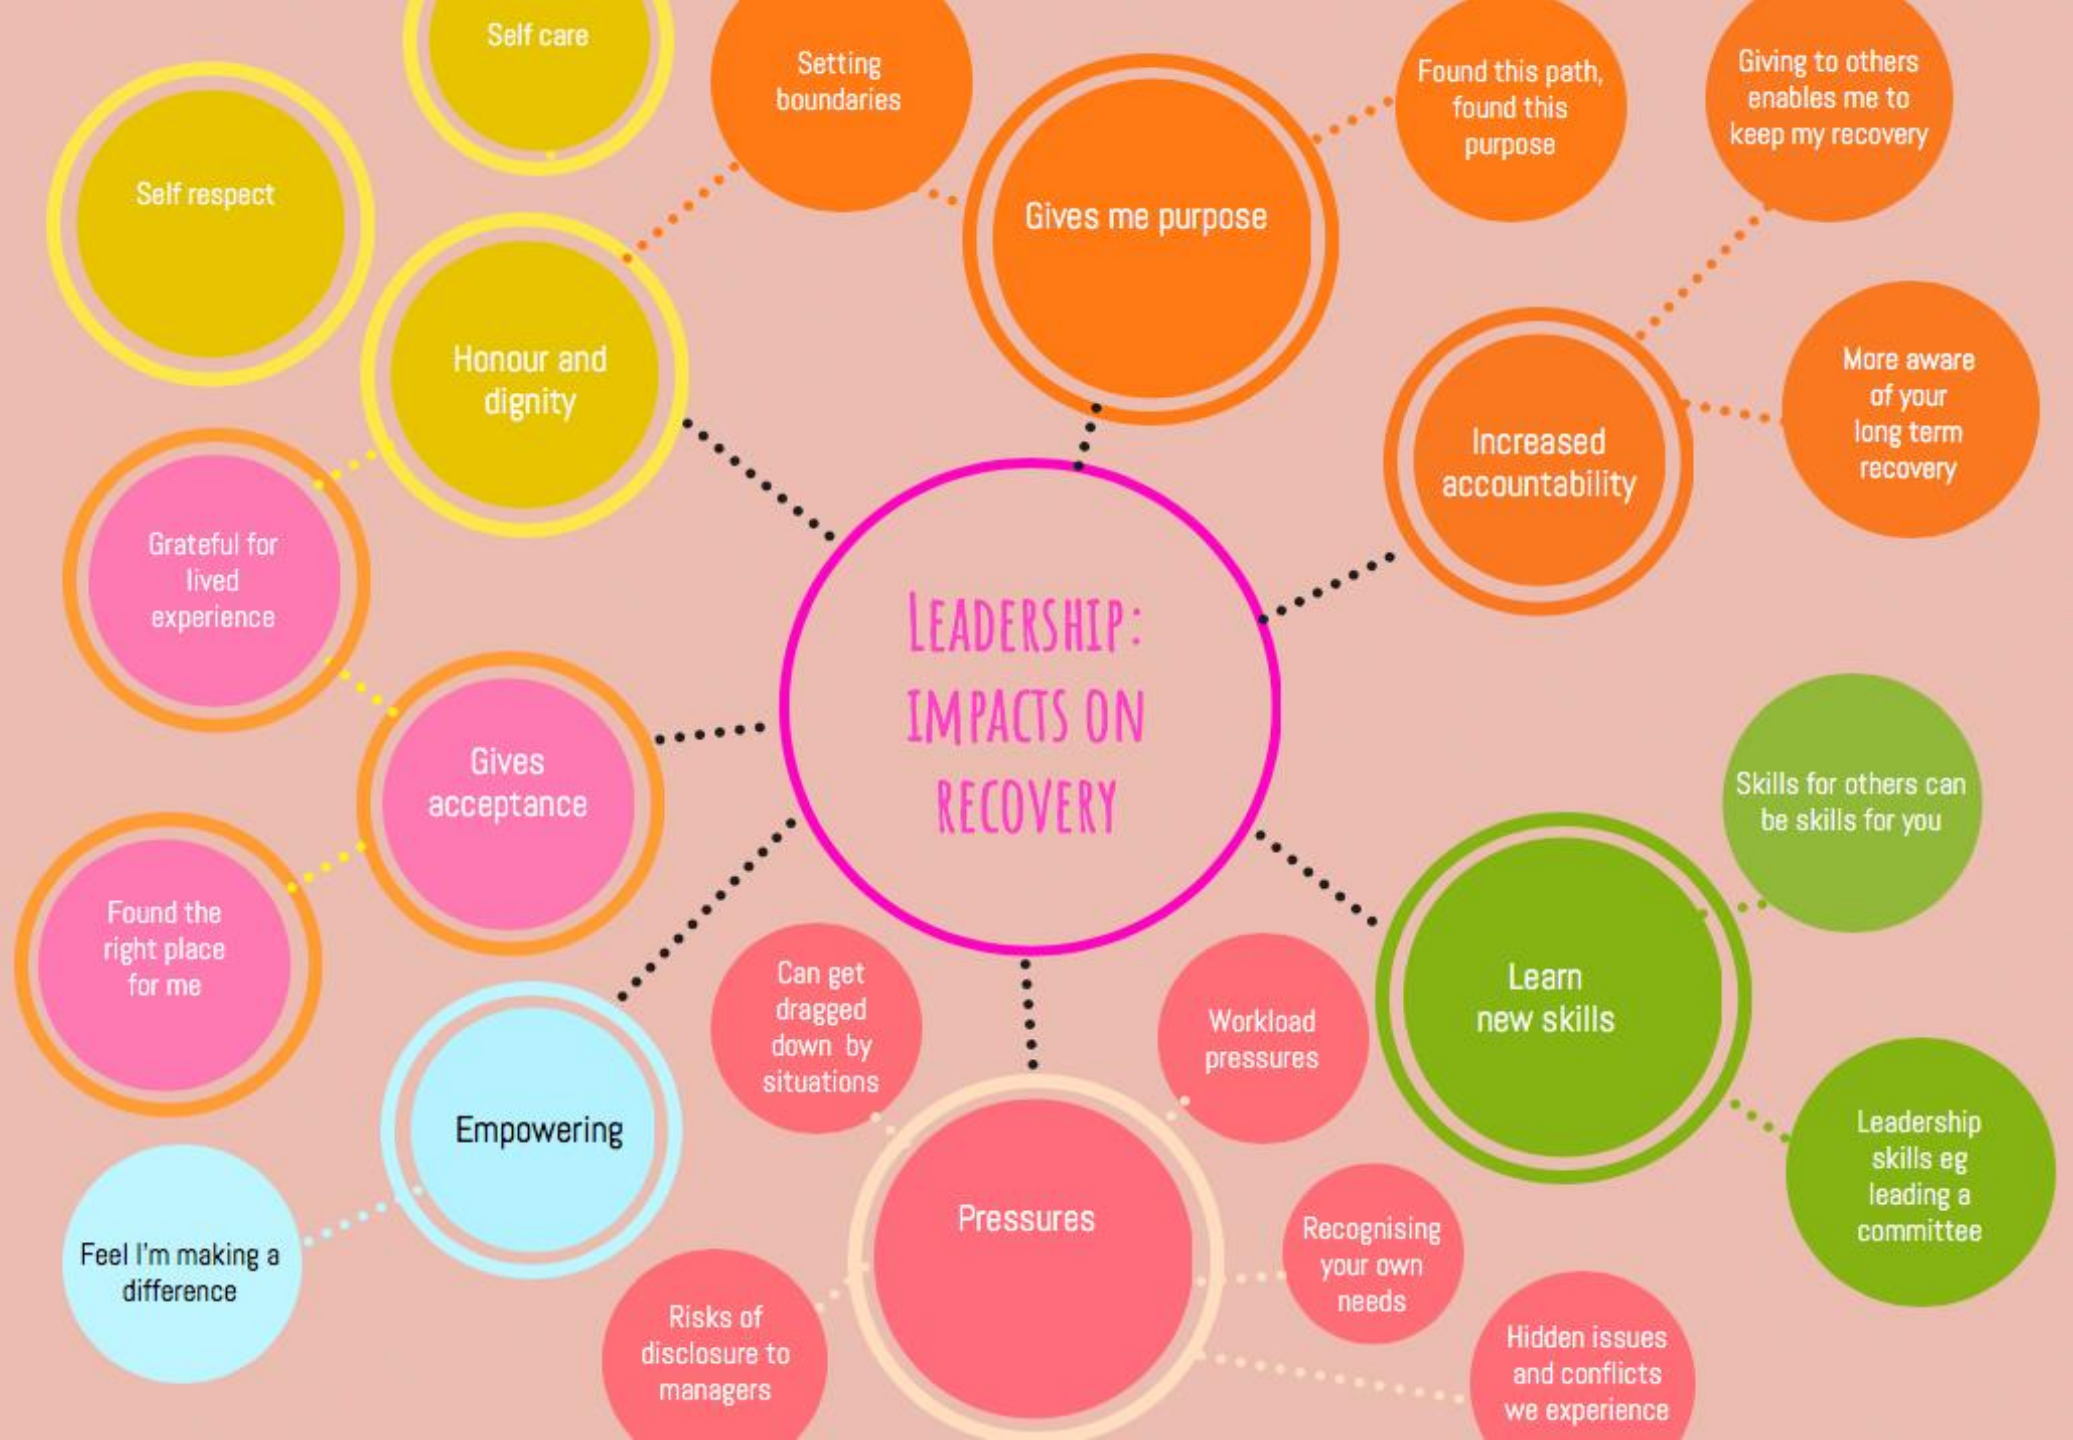 Self care
Setting
boundaries
Found this path,
found this
purpose
Giving to others
enables me to
keep my recovery
Self respect
Gives me purpose
Honour and
dignity
More aware
of your
long term
recovery
Increased
accountability
Grateful for
lived
experience
LEADERSHIP:
IMPACTS ON
RECOVERY
Gives
acceptance
Skills for others can
be skills for you
Found the
right place
for me
Can get
dragged
down by
situations
Workload
pressures
Learn
new skills
Empowering
Leadership
skills eg
leading a
committee
Pressures
Feel I'm making a
difference
Recognising
your own
needs
Risks of
disclosure to
managers
Hidden issues
and conflicts
we experience